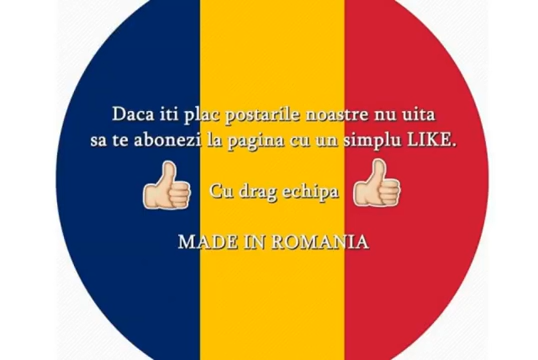 Daca iti plac postarile noastre nu uita
sa te abonezi la pagina cu un simplu LIKE.
Cu drag echipa
MADE IN ROMANIA